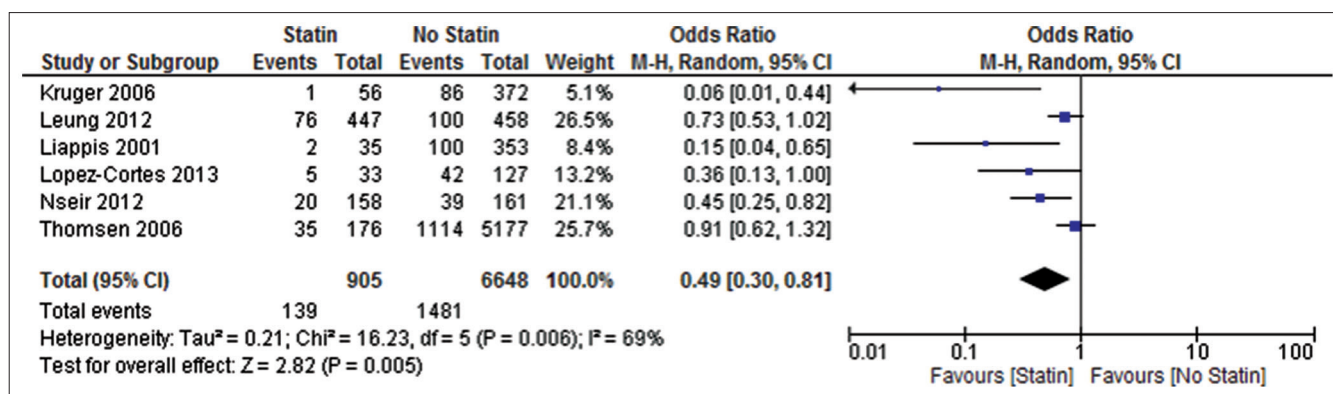 Statin No Statin Odds Ratio Odds Ratio
Study or Subgroup Events Total Events Total Weight M-H, Random, 95% CI M-H, Random, 95% CI
Kruger 2006 1 56 86 372 5.1% 0.06 [0.01, 0.44]
Leung 2012 76 447 100 458 26.5% 0.73 [0.53, 1.02]
Liappis 2001 2 35 100 353 8.4% 0.15 [0.04, 0.65]
Lopez-Cortes 2013 5 33 42 127 13.2% 0.36 [0.13, 1.00]
Nseir 2012 20 158 39 161 21.1% 0.45 [0.25, 0.82]
Thomsen 2006 35 176 1114 5177 25.7% 0.91 [0.62, 1.32]
Total (95% CI) 905 6648 100.0% 0.49 [0.30, 0.81]
Total events 139 1481
Heterogeneity: Tau² = 0.21; Chi² = 16.23, df = 5 (P = 0.006); I² = 69%
Test for overall effect: Z = 2.82 (P = 0.005)
0.01 0.1 1 10 100
Favours [Statin] Favours [No Statin]